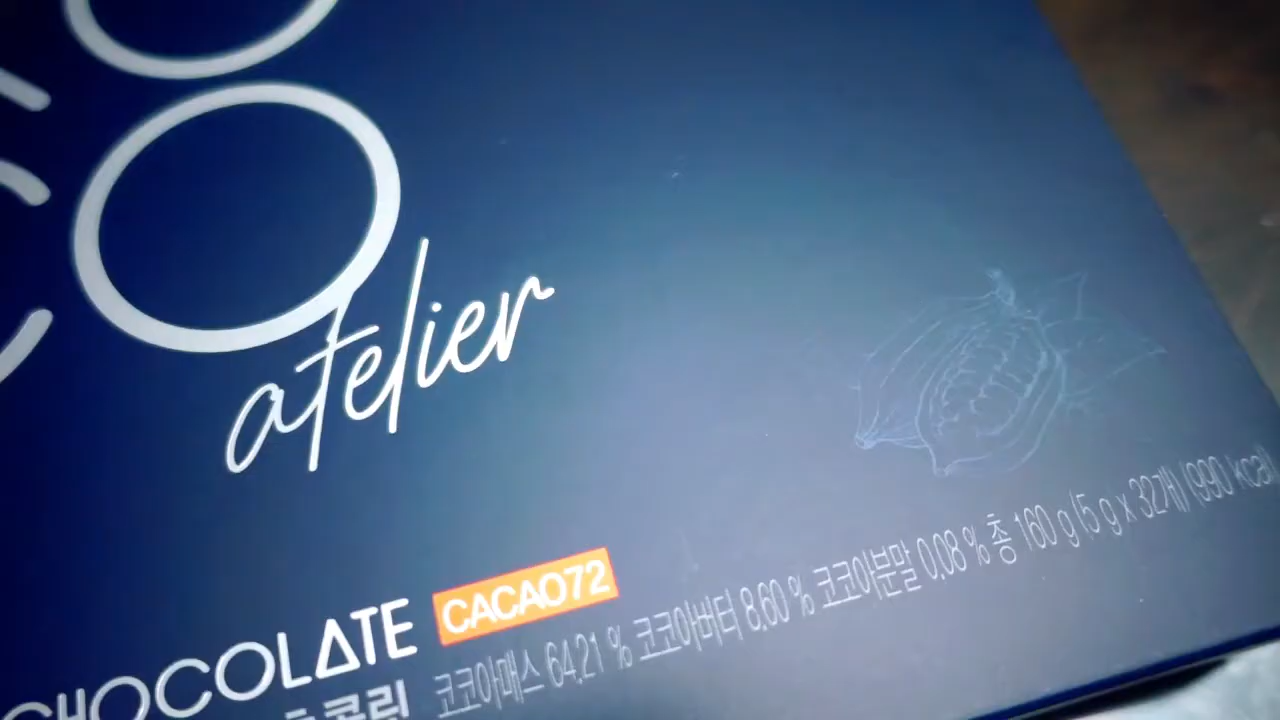 atelier
CHOCOLATE CACAO72
코코아매스 64.21 % 코코아버터 8.60 % 코코아분말 0.08 % 총 160 g (5 g x 32개) (990 kcal)